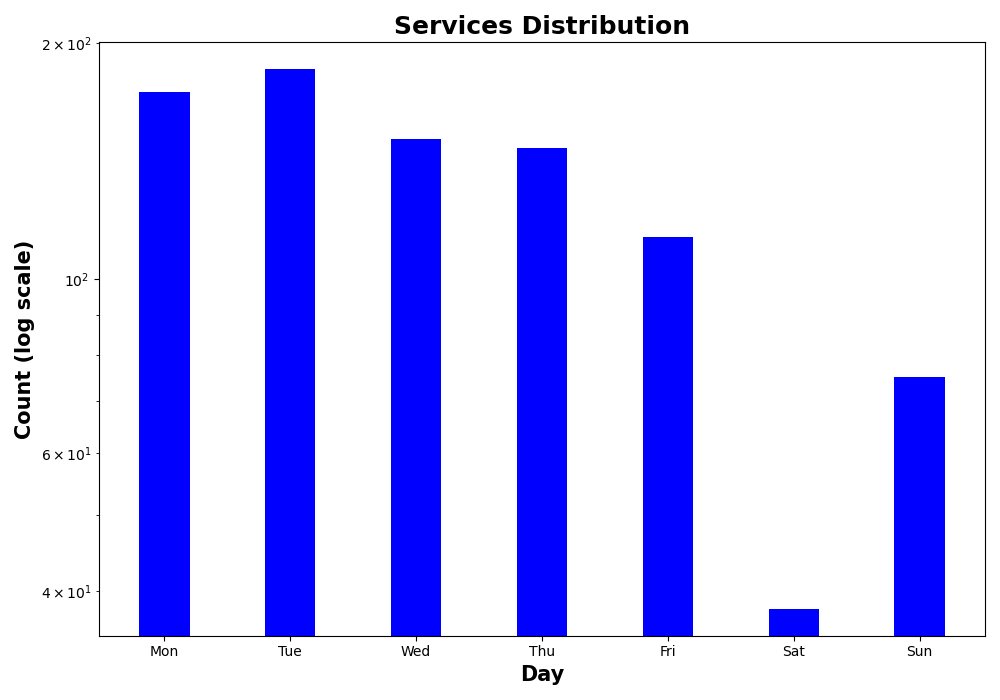 Services Distribution
2 × 10²
10²
6 × 10¹
4 × 10¹
Count (log scale)
Mon Tue Wed Thu Fri Sat Sun
Day